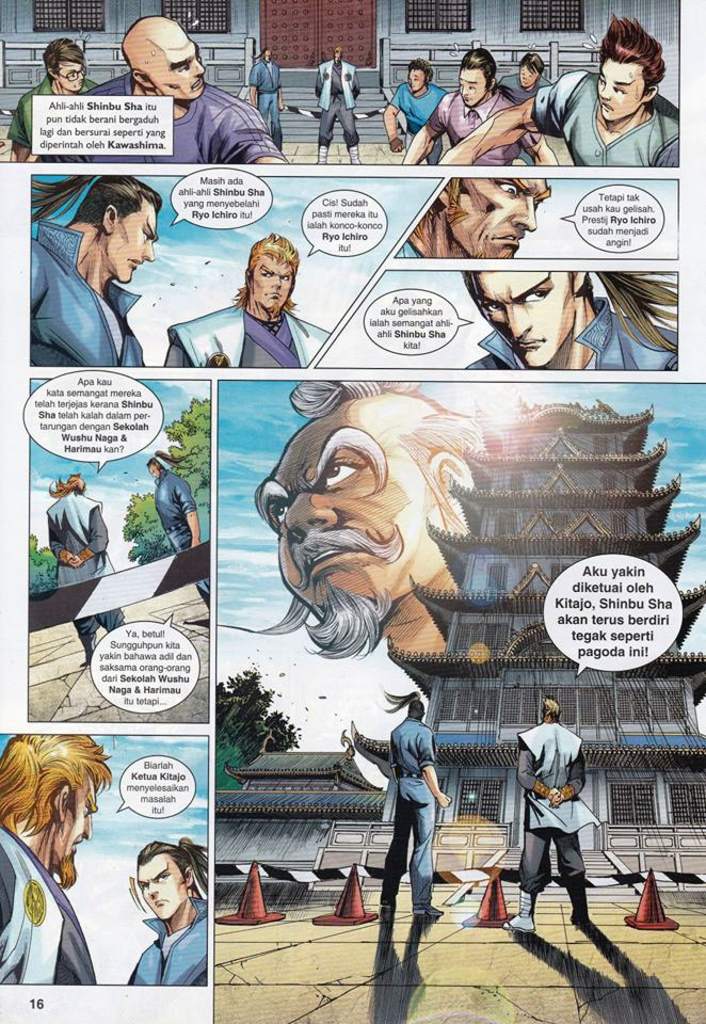 Ahli-ahli Shinbu Sha itu
pun tidak berani bergaduh
lagi dan bersurai seperti yang
diperintah oleh Kawashima.
Masih ada
ahli-ahli Shinbu Sha
yang menyebelahi
Ryo Ichiro itu!
Cis! Sudah
pasti mereka itu
ialah konco-konco
Ryo Ichiro
itu!
Tetapi tak
usah kau gelisah.
Prestij Ryo Ichiro
sudah menjadi
angin!
Apa yang
aku gelisahkan
ialah semangat ahli-
ahli Shinbu Sha
kita!
Apa kau
kata semangat mereka
telah terjejas kerana Shinbu
Sha telah kalah dalam per-
tarungan dengan Sekolah
Wushu Naga &
Harimau kan?
Ya, betul!
Sungguhpun kita
yakin bahawa adil dan
saksama orang-orang
dari Sekolah Wushu
Naga & Harimau
itu tetapi...
Aku yakin
diketuai oleh
Kitajo, Shinbu Sha
akan terus berdiri
tegak seperti
pagoda ini!
Biarlah
Ketua Kitajo
menyelesaikan
masalah
itu!
16